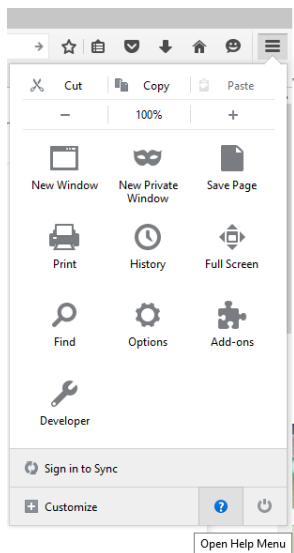 Cut Copy Paste
100%
New Window New Private Window Save Page
Print History Full Screen
Find Options Add-ons
Developer
Sign in to Sync
Customize
Open Help Menu